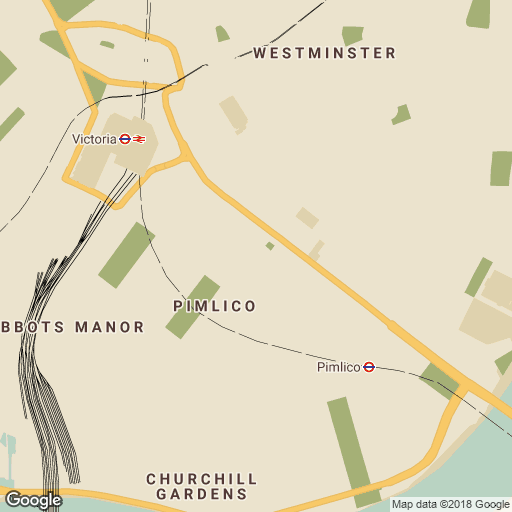 WESTMINSTER
Victoria
PIMLICO
BBOTS MANOR
Pimlico
CHURCHILL
GARDENS
Google
Map data ©2018 Google